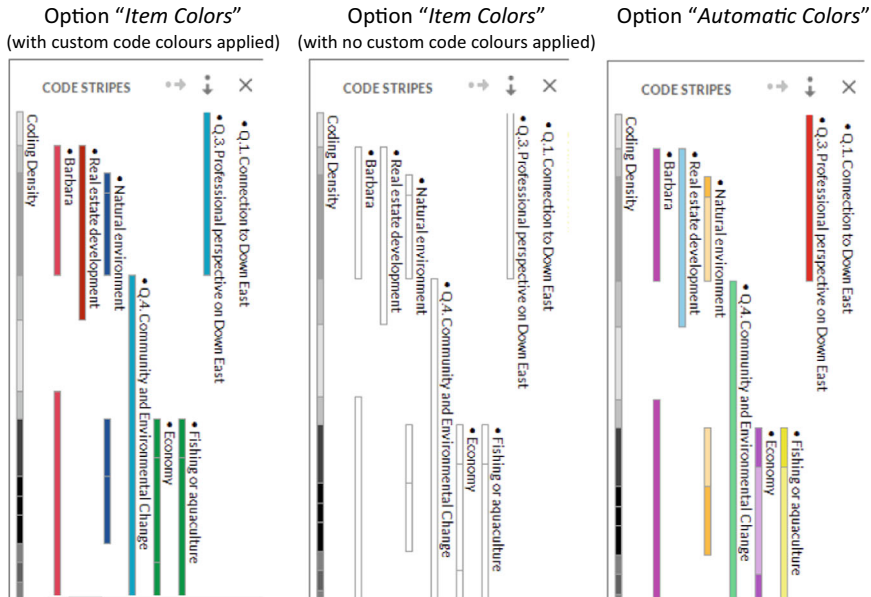 Option “Item Colors”
(with custom code colours applied)
CODE STRIPES
• Q.1. Connection to Down East
• Q.3. Professional perspective on Down East
• Natural environment
• Real estate development
• Barbara
Coding Density
• Q.4. Community and Environmental Change
• Fishing or aquaculture
• Economy
Option “Item Colors”
(with no custom code colours applied)
CODE STRIPES
• Q.1. Connection to Down East
• Q.3. Professional perspective on Down East
• Natural environment
• Real estate development
• Barbara
Coding Density
• Q.4. Community and Environmental Change
• Fishing or aquaculture
• Economy
Option “Automatic Colors”
CODE STRIPES
• Q.1. Connection to Down East
• Q.3. Professional perspective on Down East
• Natural environment
• Real estate development
• Barbara
Coding Density
• Q.4. Community and Environmental Change
• Fishing or aquaculture
• Economy